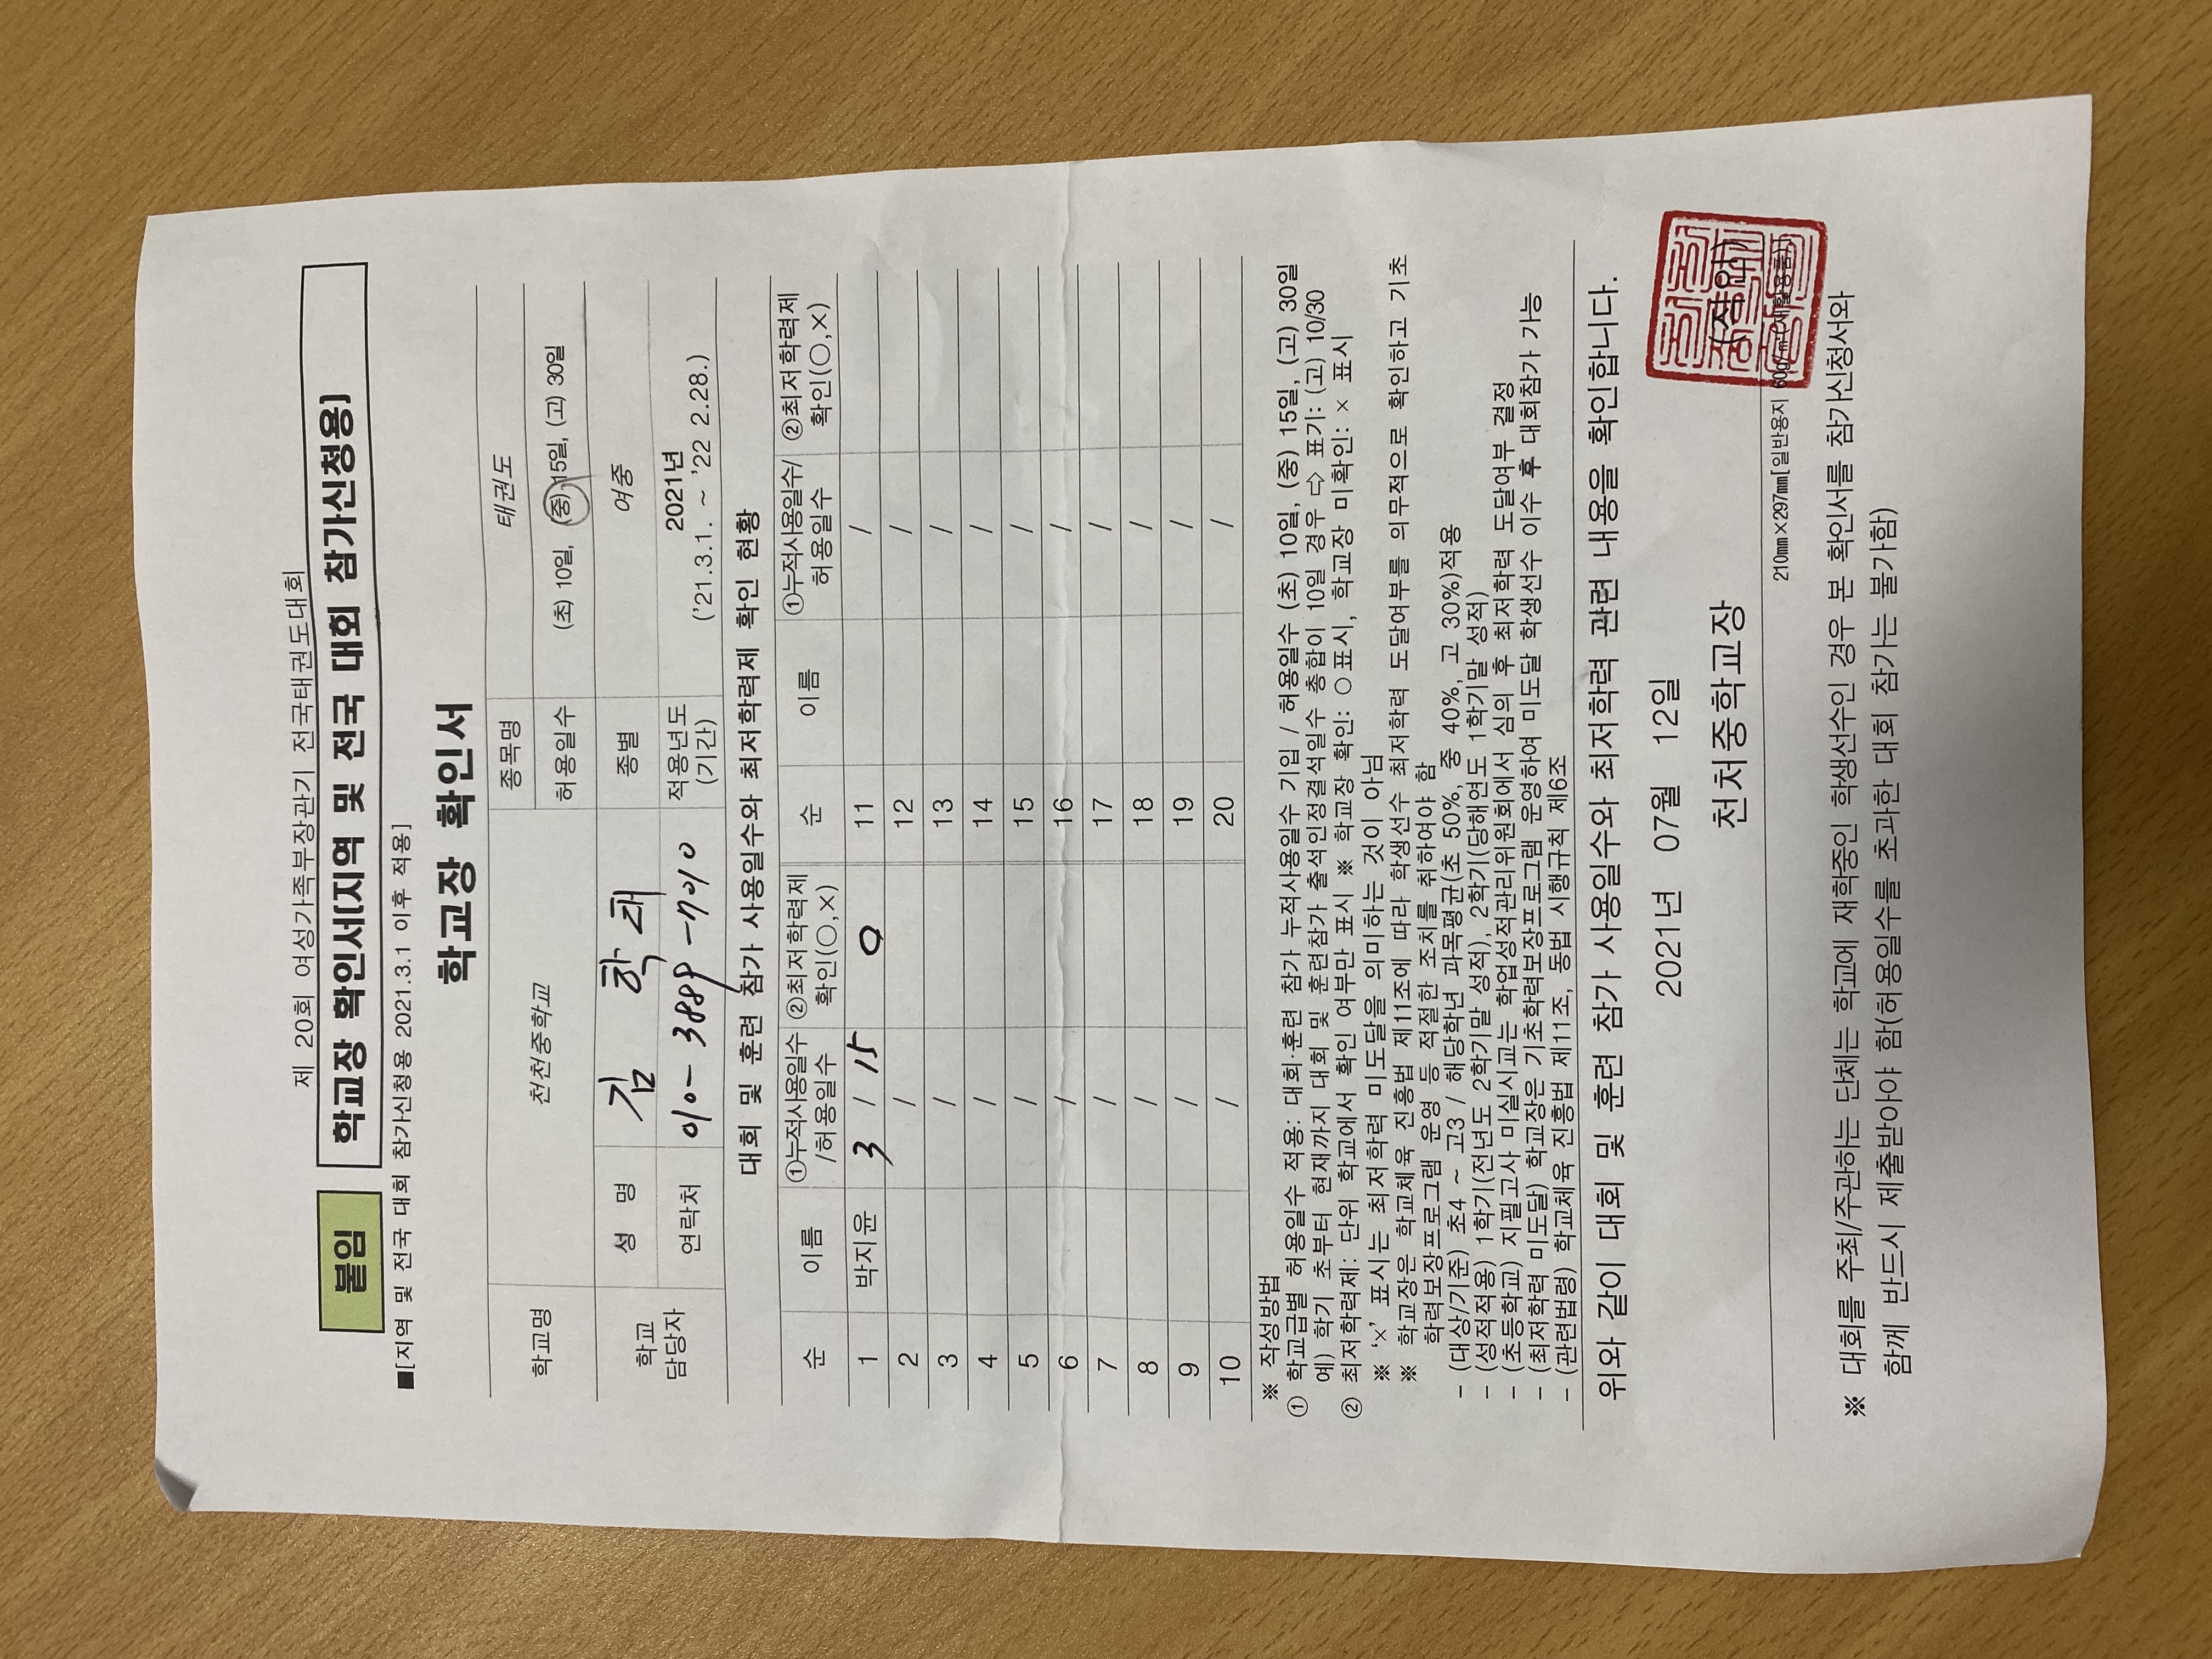 제 20회 여성가족부장관기 전국태권도대회
붙임 학교장 확인서[지역 및 전국 대회 참가신청용]
■[지역 및 전국 대회 참가신청용 2021.3.1 이후 적용]
학교장 확인서
학교명 천천중학교 종목명 태권도
허용일수 (초) 10일, (중) 15일, (고) 30일
학교 담당자 성 명 김 학래 종별 여중
연락처 010-3889-7010 적용년도 (기간) 2021년 ('21.3.1. ~ '22 2.28.)
대회 및 훈련 참가 사용일수와 최저학력제 확인 현황
순 이름 ①누적사용일수/허용일수 ②최저학력제 확인(○,×) 순 이름 ①누적사용일수/허용일수 ②최저학력제 확인(○,×)
1 박지윤 3 / 15 O 11 /
2 / 12 /
3 / 13 /
4 / 14 /
5 / 15 /
6 / 16 /
7 / 17 /
8 / 18 /
9 / 19 /
10 / 20 /
※ 작성방법
① 학교급별 허용일수 적용: 대회·훈련 참가 누적사용일수 기입 / 허용일수 (초) 10일, (중) 15일, (고) 30일
예) 학기 초부터 현재까지 대회 및 훈련참가 출석인정결석일수 총합이 10일 경우 ⇨ 표기: (고) 10/30
② 최저학력제: 단위 학교에서 확인 여부만 표시 ※ 학교장 확인: ○표시, 학교장 미확인: × 표시
※ '×' 표시는 최저학력 미도달을 의미하는 것이 아님
※ 학교장은 학교체육 진흥법 제11조에 따라 학생선수 최저학력 도달여부를 의무적으로 확인하고 기초
학력보장프로그램 운영 등 적절한 조치를 취하여야 함
- (대상/기준) 초4 ~ 고3 / 해당학년 과목평균(초 50%, 중 40%, 고 30%)적용
- (성적적용) 1학기(전년도 2학기말 성적), 2학기(당해연도 1학기말 성적)
- (초등학교) 지필고사 미실시교는 학업성적관리위원회에서 심의 후 최저학력 도달여부 결정
- (최저학력 미도달) 학교장은 기초학력보장프로그램 운영하여 미도달 학생선수 이수 후 대회참가 가능
- (관련법령) 학교체육 진흥법 제11조, 동법 시행규칙 제6조
위와 같이 대회 및 훈련 참가 사용일수와 최저학력 관련 내용을 확인합니다.
2021년 07월 12일
천처중학교장 (직인)
210㎜×297㎜[일반용지 60g/㎡(재활용품)]
※ 대회를 주최/주관하는 단체는 학교에 재학중인 학생선수인 경우 본 확인서를 참가신청서와
함께 반드시 제출받아야 함(허용일수를 초과한 대회 참가는 불가함)